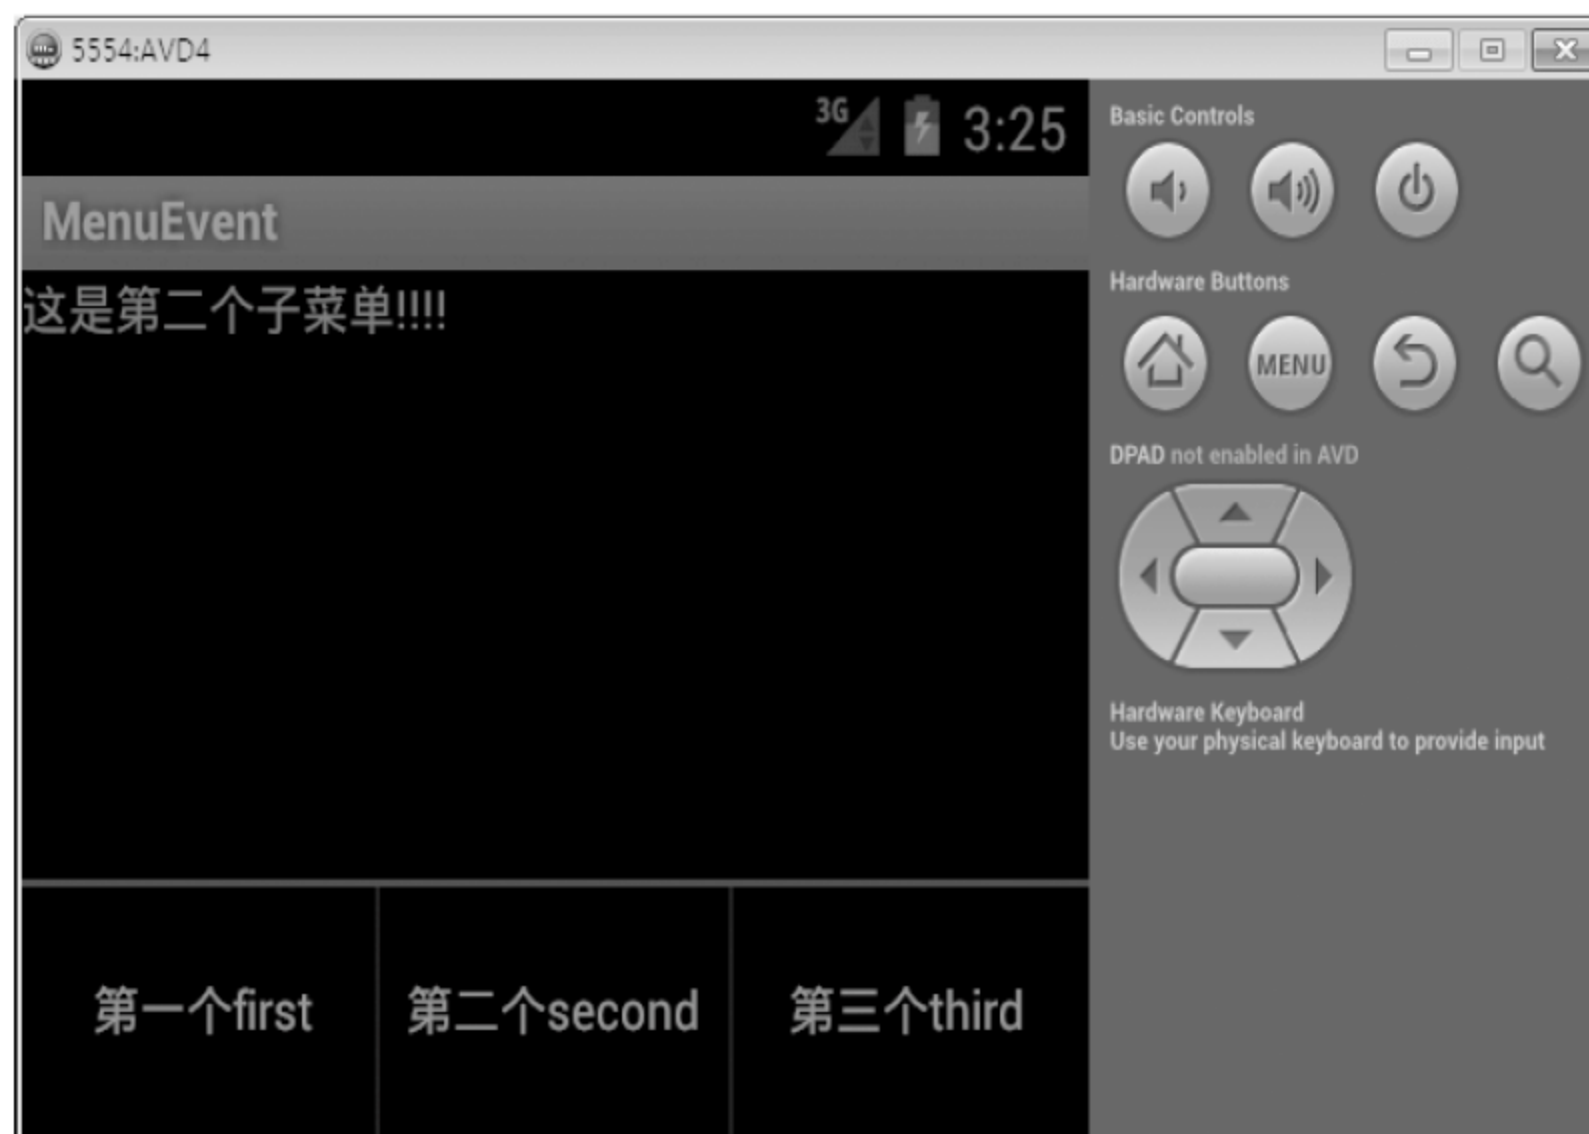 5554:AVD4
3G 3:25
MenuEvent
这是第二个子菜单!!!!
第一个first
第二个second
第三个third
Basic Controls
Hardware Buttons
MENU
DPAD not enabled in AVD
Hardware Keyboard
Use your physical keyboard to provide input